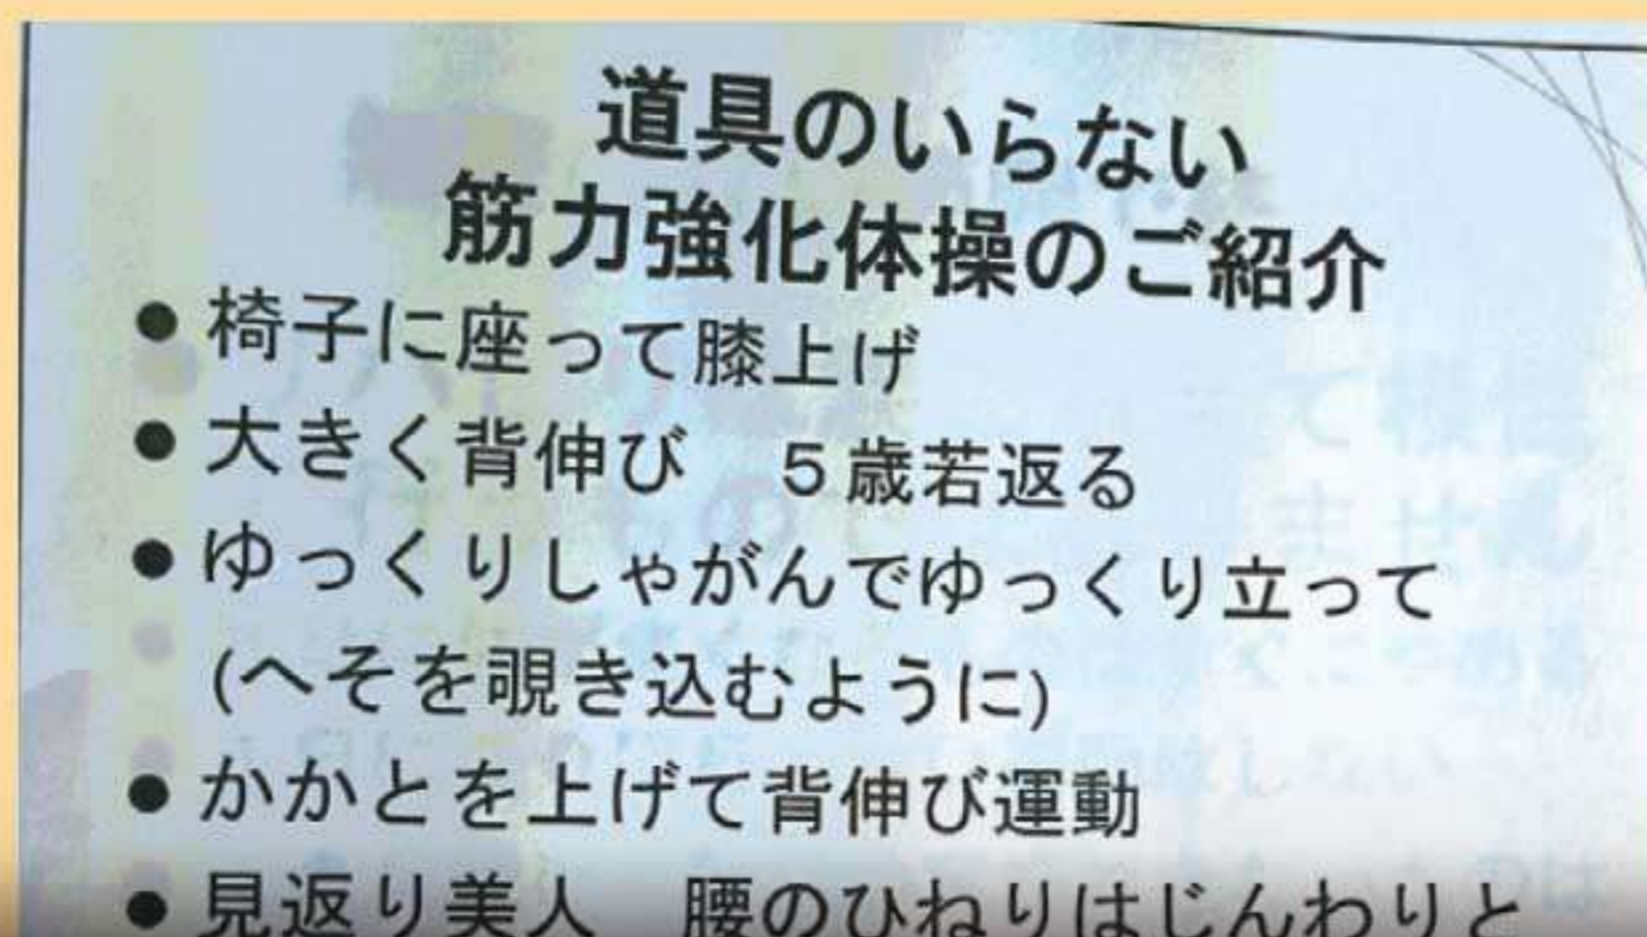 道具のいらない
筋力強化体操のご紹介
● 椅子に座って膝上げ
● 大きく背伸び　５歳若返る
● ゆっくりしゃがんでゆっくり立って
(へそを覗き込むように)
● かかとを上げて背伸び運動
● 見返り美人　腰のひねりはじんわりと